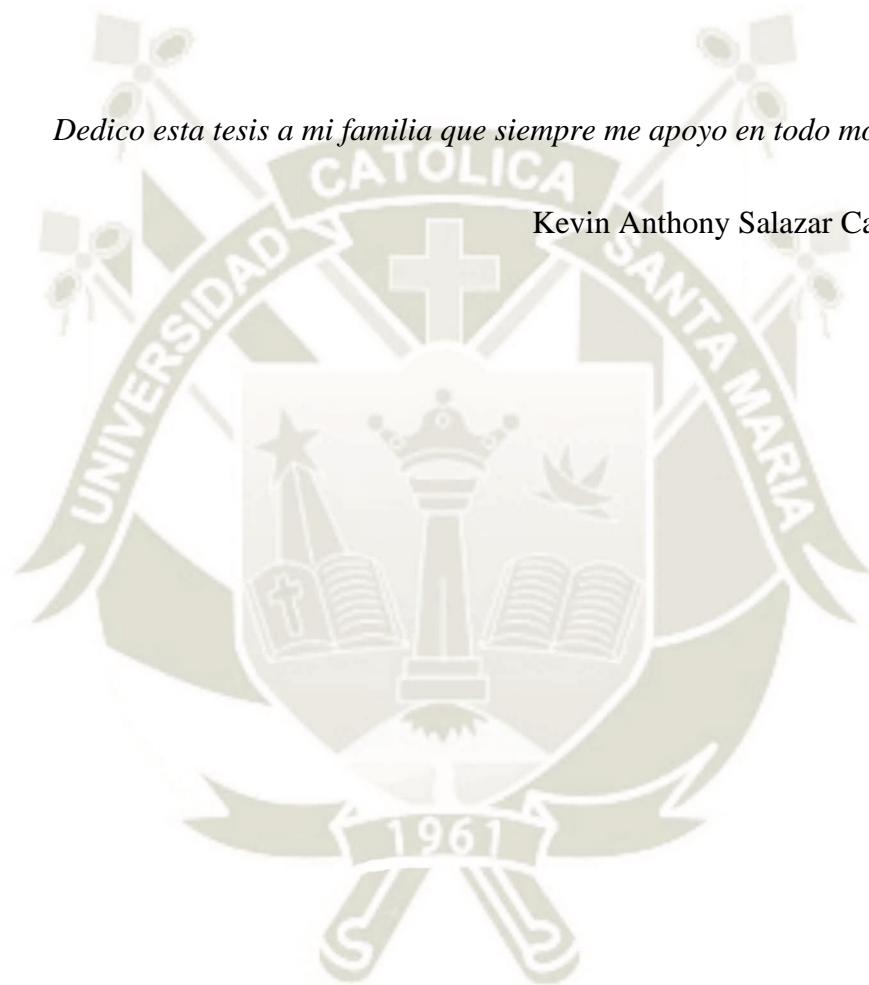 Dedico esta tesis a mi familia que siempre me apoyo en todo
Kevin Anthony Salazar
UNIVERSIDAD CATOLICA SANTA MARIA
1961